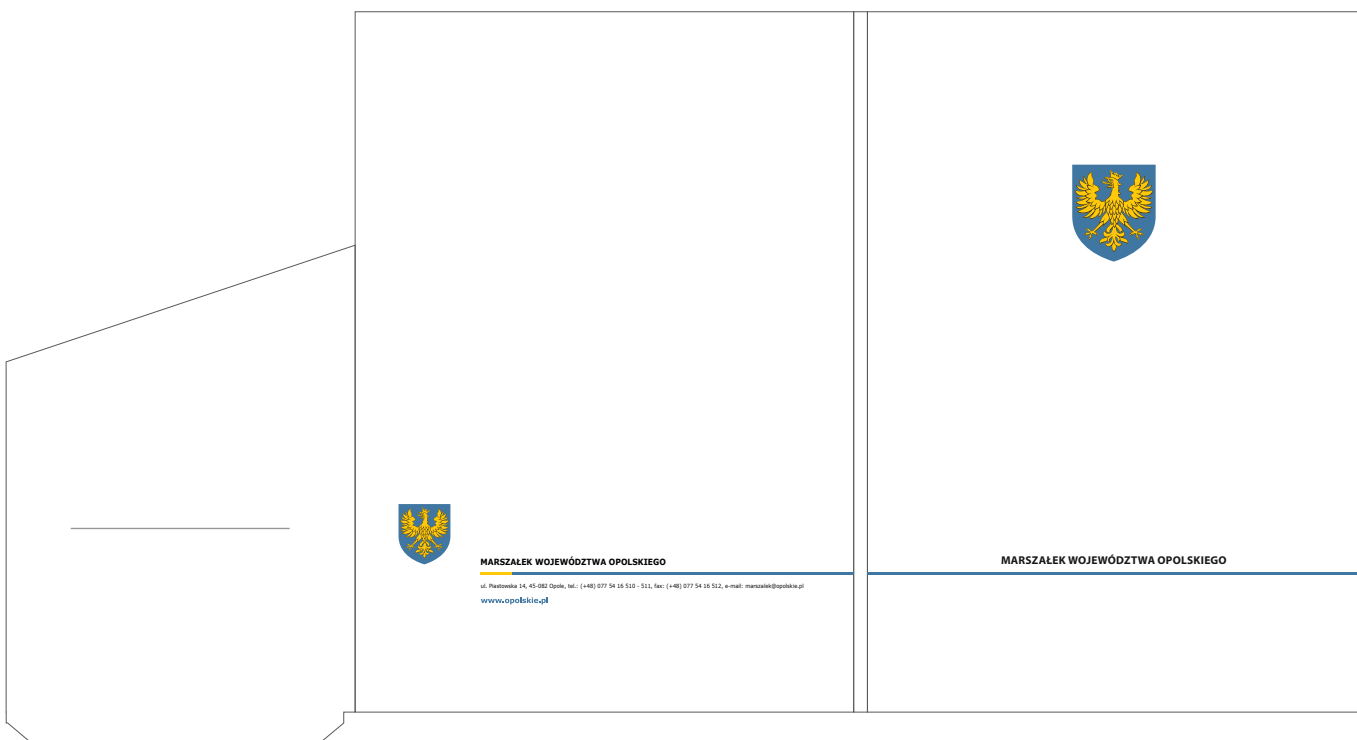 MARSZAŁEK WOJEWÓDZTWA OPOLSKIEGO
ul. Piastowska 14, 45-082 Opole, tel.: (+48) 077 54 16 510 - 511, fax: (+48) 077 54 16 512, e-mail: marszalek@opolskie.pl
www.opolskie.pl
MARSZAŁEK WOJEWÓDZTWA OPOLSKIEGO